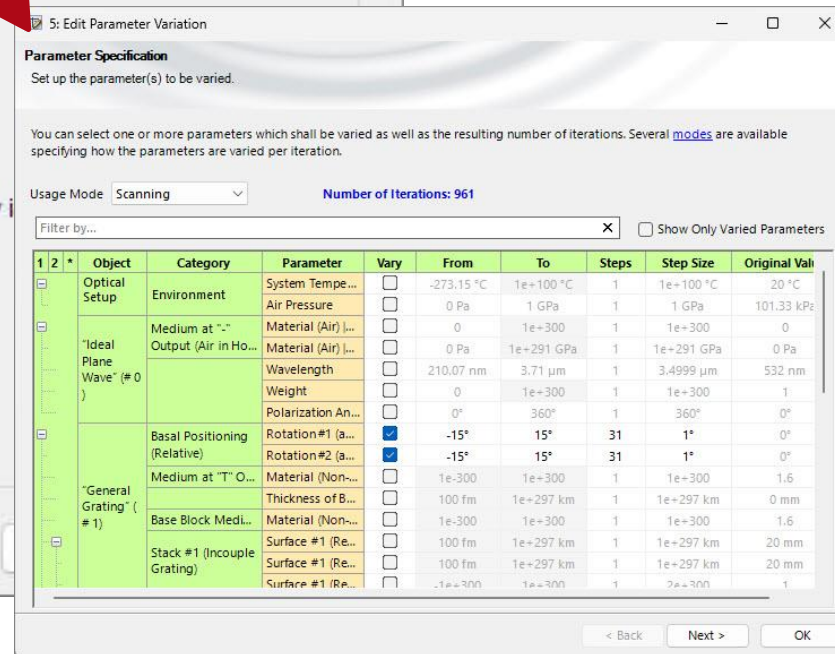 5: Edit Parameter Variation
Parameter Specification
Set up the parameter(s) to be varied.
You can select one or more parameters which shall be varied as well as the resulting number of iterations. Several modes are available
specifying how the parameters are varied per iteration.
Usage Mode Scanning Number of Iterations: 961
Filter by... × Show Only Varied Parameters
1 2 * Object Category Parameter Vary From To Steps Step Size Original Valu
Optical Setup Environment System Tempe... -273.15 °C 1e+100 °C 1 1e+100 °C 20 °C
Air Pressure 0 Pa 1 GPa 1 1 GPa 101.33 kPa
"Ideal Plane Wave" (# 0 ) Medium at "-" Output (Air in Ho... Material (Air) |... 0 1e+300 1 1e+300 0
Material (Air) |... 0 Pa 1e+291 GPa 1 1e+291 GPa 0 Pa
Wavelength 210.07 nm 3.71 µm 1 3.4999 µm 532 nm
Weight 0 1e+300 1 1e+300 1
Polarization An... 0° 360° 1 360° 0°
"General Grating" ( # 1) Basal Positioning (Relative) Rotation #1 (a... -15° 15° 31 1° 0°
Rotation #2 (a... -15° 15° 31 1° 0°
Medium at "T" O... Material (Non-... 1e-300 1e+300 1 1e+300 1.6
Thickness of B... 100 fm 1e+297 km 1 1e+297 km 0 mm
Base Block Medi... Material (Non-... 1e-300 1e+300 1 1e+300 1.6
Stack #1 (Incouple Grating) Surface #1 (Re... 100 fm 1e+297 km 1 1e+297 km 20 mm
Surface #1 (Re... 100 fm 1e+297 km 1 1e+297 km 20 mm
Surface #1 (Re... -1e+300 1e+300 1 2e+300 1
< Back Next > OK